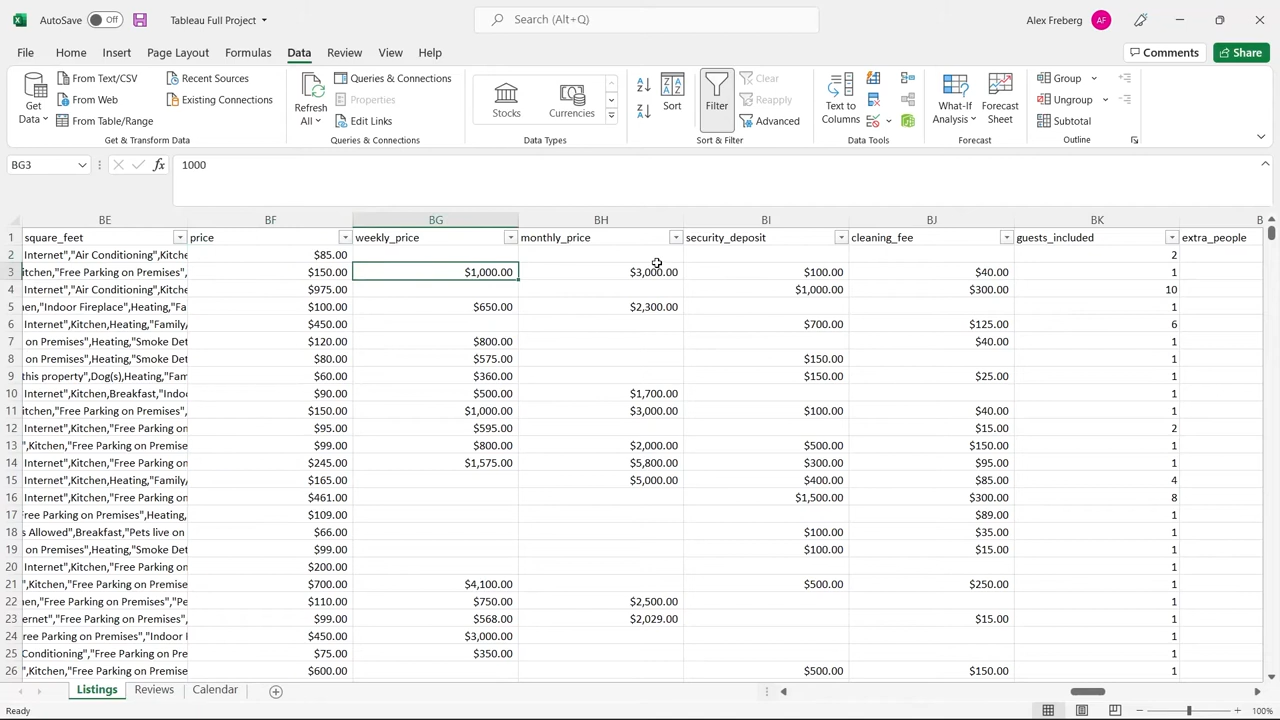 AutoSave Off Tableau Full Project Search (Alt+Q) Alex Freberg AF
File Home Insert Page Layout Formulas Data Review View Help Comments Share
Get Data
From Text/CSV
From Web
From Table/Range
Recent Sources
Existing Connections
Get & Transform Data
Refresh All
Queries & Connections
Properties
Edit Links
Queries & Connections
Stocks Currencies
Data Types
Sort Filter
Clear
Reapply
Advanced
Sort & Filter
Text to Columns
Data Tools
What-If Analysis
Forecast Sheet
Forecast
Group
Ungroup
Subtotal
Outline
BG3 fx 1000
BE BF BG BH BI BJ BK B
1 square_feet price weekly_price monthly_price security_deposit cleaning_fee guests_included extra_people
2 Internet","Air Conditioning",Kitche $85.00 2
3 itchen,"Free Parking on Premises", $150.00 $1,000.00 $3,000.00 $100.00 $40.00 1
4 Internet","Air Conditioning",Kitche $975.00 $1,000.00 $300.00 10
5 en,"Indoor Fireplace",Heating,"Fa $100.00 $650.00 $2,300.00 1
6 Internet",Kitchen,Heating,"Family/ $450.00 $700.00 $125.00 6
7 on Premises",Heating,"Smoke Det $120.00 $800.00 $40.00 1
8 on Premises",Heating,"Smoke Det $80.00 $575.00 $150.00 1
9 this property",Dog(s),Heating,"Fam $60.00 $360.00 $150.00 $25.00 1
10 Internet",Kitchen,Breakfast,"Indo $90.00 $500.00 $1,700.00 1
11 itchen,"Free Parking on Premises", $150.00 $1,000.00 $3,000.00 $100.00 $40.00 1
12 Internet",Kitchen,"Free Parking on $95.00 $595.00 $15.00 2
13 ,Kitchen,"Free Parking on Premise $99.00 $800.00 $2,000.00 $500.00 $150.00 1
14 Internet",Kitchen,"Free Parking on $245.00 $1,575.00 $5,800.00 $300.00 $95.00 1
15 Internet",Kitchen,Heating,"Family/ $165.00 $5,000.00 $400.00 $85.00 4
16 Internet",Kitchen,"Free Parking on $461.00 $1,500.00 $300.00 8
17 Free Parking on Premises",Heating, $109.00 $89.00 1
18 s Allowed",Breakfast,"Pets live on $66.00 $100.00 $35.00 1
19 on Premises",Heating,"Smoke Det $99.00 $100.00 $15.00 1
20 Internet",Kitchen,"Free Parking on $200.00 1
21 ",Kitchen,"Free Parking on Premise $700.00 $4,100.00 $500.00 $250.00 1
22 en,"Free Parking on Premises","Pe $110.00 $750.00 $2,500.00 1
23 ernet","Free Parking on Premises", $99.00 $568.00 $2,029.00 $15.00 1
24 ree Parking on Premises","Indoor I $450.00 $3,000.00 1
25 Conditioning","Free Parking on Pre $75.00 $350.00 1
26 ",Kitchen,"Free Parking on Premise $600.00 $500.00 $150.00 1
Listings Reviews Calendar
Ready 100%